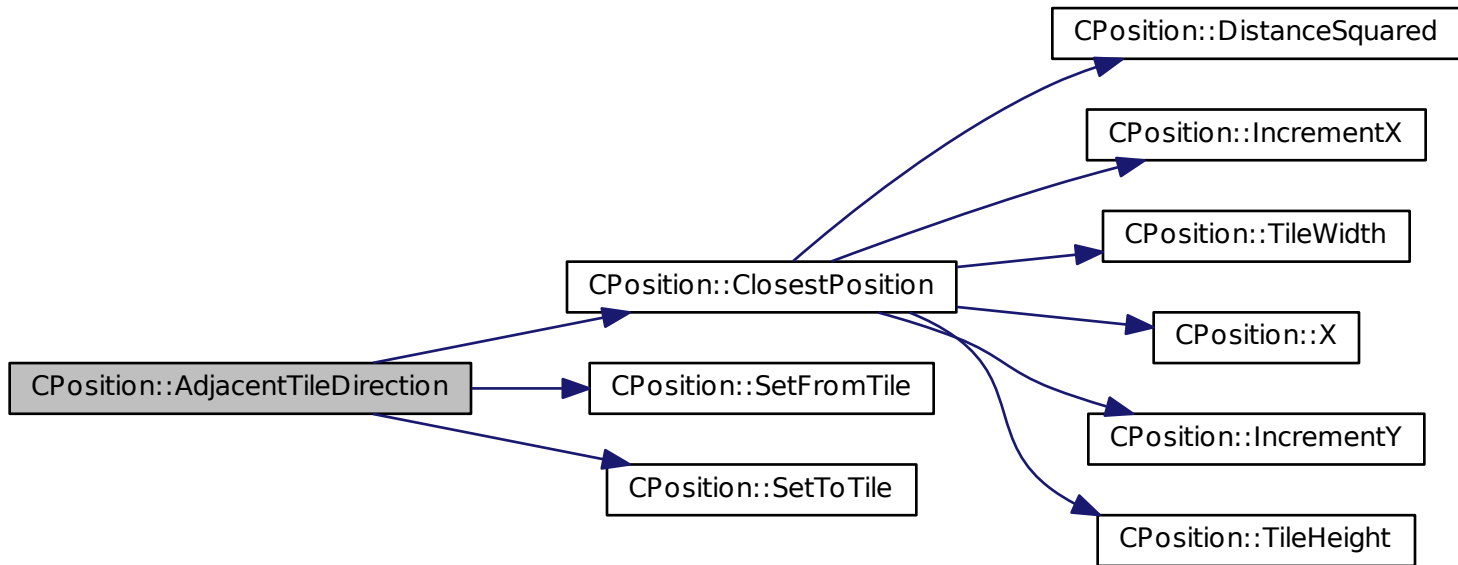 CPosition::AdjacentTileDirection
CPosition::ClosestPosition
CPosition::SetFromTile
CPosition::SetToTile
CPosition::DistanceSquared
CPosition::IncrementX
CPosition::TileWidth
CPosition::X
CPosition::IncrementY
CPosition::TileHeight